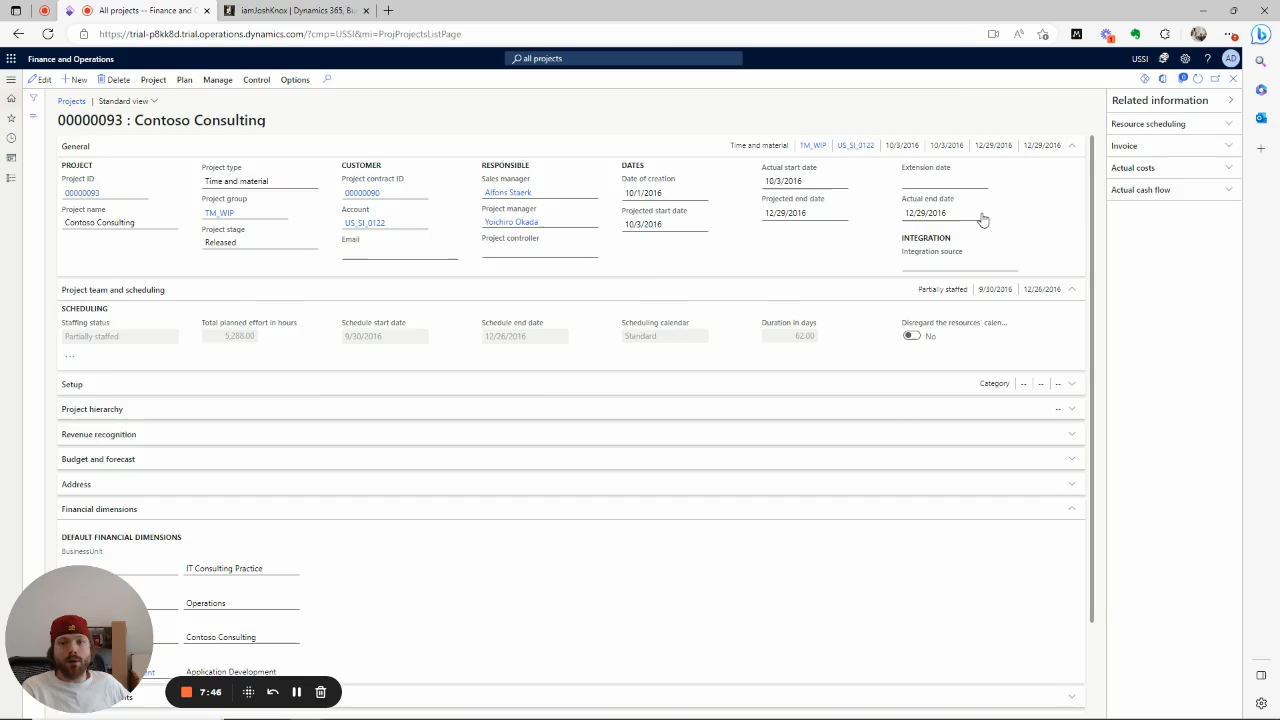 All projects -- Finance and O
iamJoshKnox | Dynamics 365, Bi
https://trial-p8kk8d.trial.operations.dynamics.com/?cmp=USSI&mi=ProjProjectsListPage
Finance and Operations
all projects
USSI
AD
Edit
New
Delete
Project
Plan
Manage
Control
Options
Projects | Standard view
00000093 : Contoso Consulting
General
Time and material | TM_WIP | US_SI_0122 | 10/3/2016 | 10/3/2016 | 12/29/2016 | 12/29/2016
PROJECT
Project ID
00000093
Project name
Contoso Consulting
Project type
Time and material
Project group
TM_WIP
Project stage
Released
CUSTOMER
Project contract ID
00000090
Account
US_SI_0122
Email
RESPONSIBLE
Sales manager
Alfons Staerk
Project manager
Yoichiro Okada
Project controller
DATES
Date of creation
10/1/2016
Projected start date
10/3/2016
Actual start date
10/3/2016
Projected end date
12/29/2016
Extension date
Actual end date
12/29/2016
INTEGRATION
Integration source
Project team and scheduling
Partially staffed | 9/30/2016 | 12/26/2016
SCHEDULING
Staffing status
Partially staffed
...
Total planned effort in hours
5,288.00
Schedule start date
9/30/2016
Schedule end date
12/26/2016
Scheduling calendar
Standard
Duration in days
62.00
Disregard the resources' calen...
No
Setup
Category | -- | -- | --
Project hierarchy
--
Revenue recognition
Budget and forecast
Address
Financial dimensions
DEFAULT FINANCIAL DIMENSIONS
BusinessUnit
IT Consulting Practice
Operations
Contoso Consulting
Application Development
7:46
Related information
Resource scheduling
Invoice
Actual costs
Actual cash flow